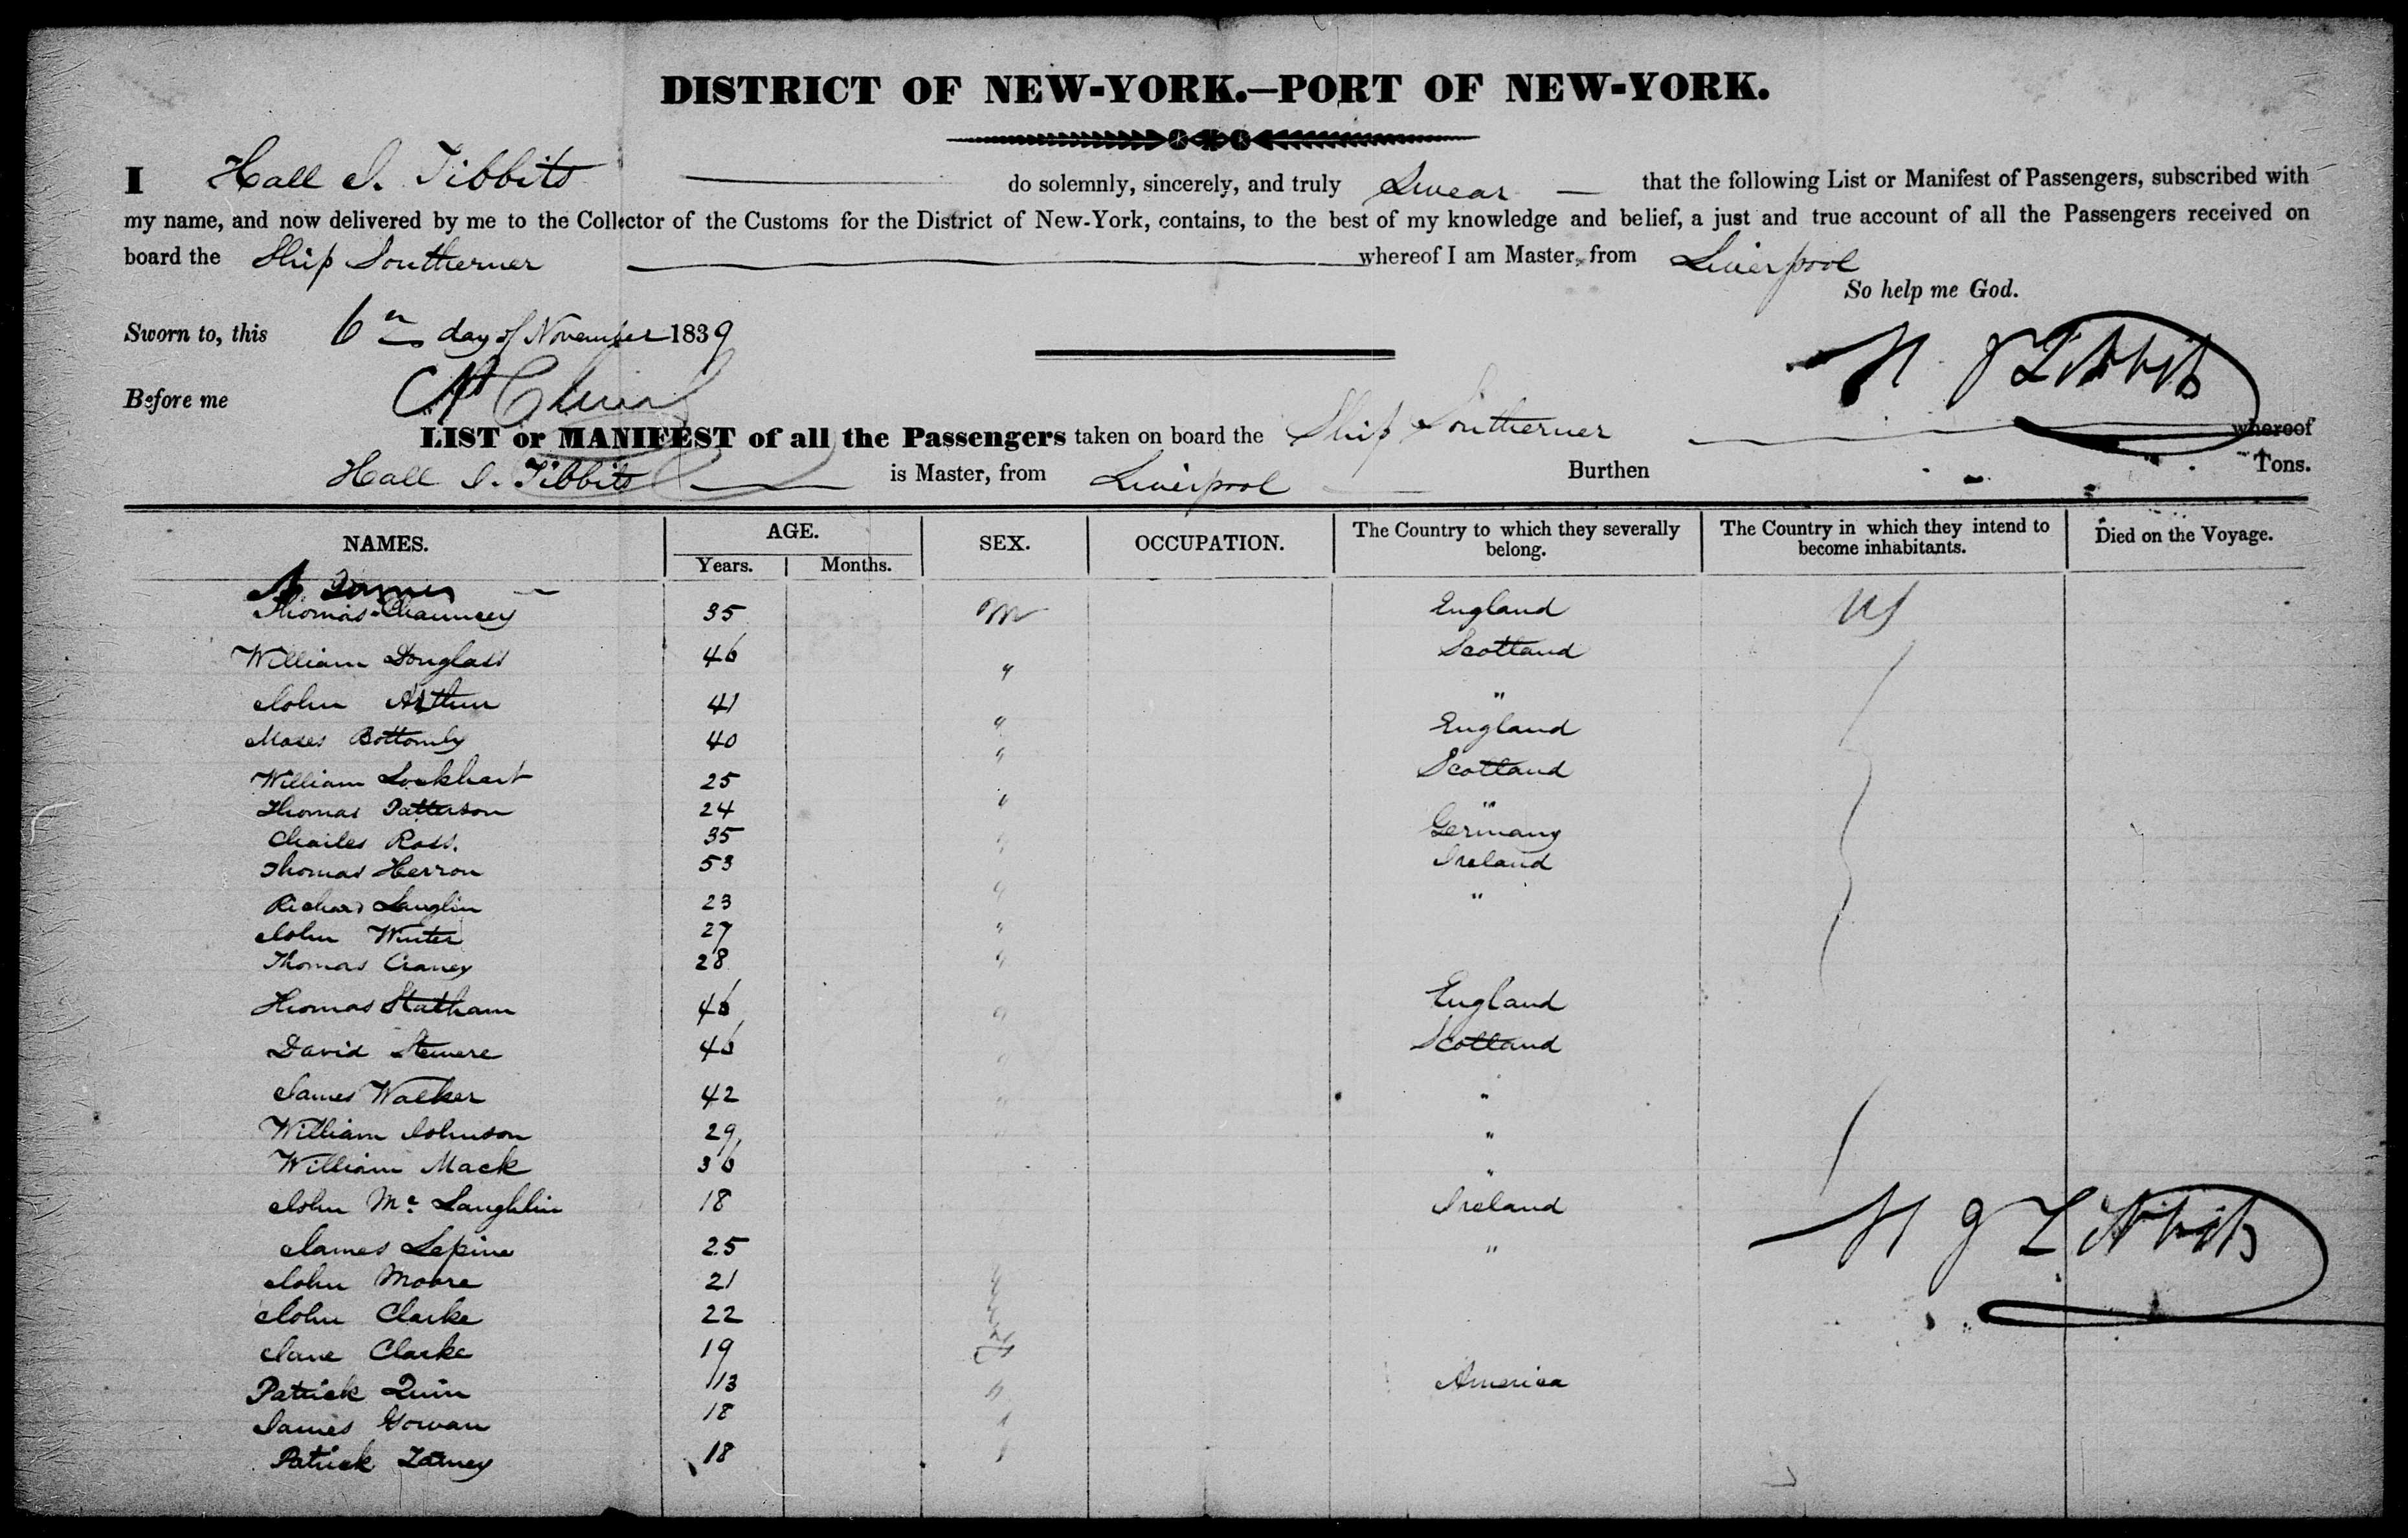 DISTRICT OF NEW-YORK.—PORT OF NEW-YORK.
I Hall J. Tibbits do solemnly, sincerely, and truly Swear — that the following List or Manifest of Passengers, subscribed with
my name, and now delivered by me to the Collector of the Customs for the District of New-York, contains, to the best of my knowledge and belief, a just and true account of all the Passengers received on
board the Ship Southerner whereof I am Master, from Liverpool
So help me God.
Sworn to, this 6th day of November 1839
H J Tibbits
Before me
LIST or MANIFEST of all the Passengers taken on board the Ship Southerner whereof
Hall J. Tibbits is Master, from Liverpool Burthen Tons.
NAMES. AGE. SEX. OCCUPATION. The Country to which they severally belong. The Country in which they intend to become inhabitants. Died on the Voyage.
Years. Months.
Thomas Chauncey 35 M England US
William Douglass 46 " Scotland
John Arthur 41 " "
Moses Bottomly 40 " England
William Lockhart 25 Scotland
Thomas Patterson 24 " "
Charles Ross. 35 " Germany
Thomas Herron 53 " Ireland
Richard Langlin 23 " "
John Winter 27 "
Thomas Craney 28 "
Thomas Statham 46 " England
David 46 " Scotland
James Walker 42 " "
William Johnson 29 " "
William Mack 36 "
John Mc Laughlin 18 Ireland
James Lepine 25 "
John Moore 21 "
John Clarke 22 "
Jane Clarke 19 F
Patrick Quin 13 " America
James Gowan 18 "
Patrick 18 "
H J Tibbits